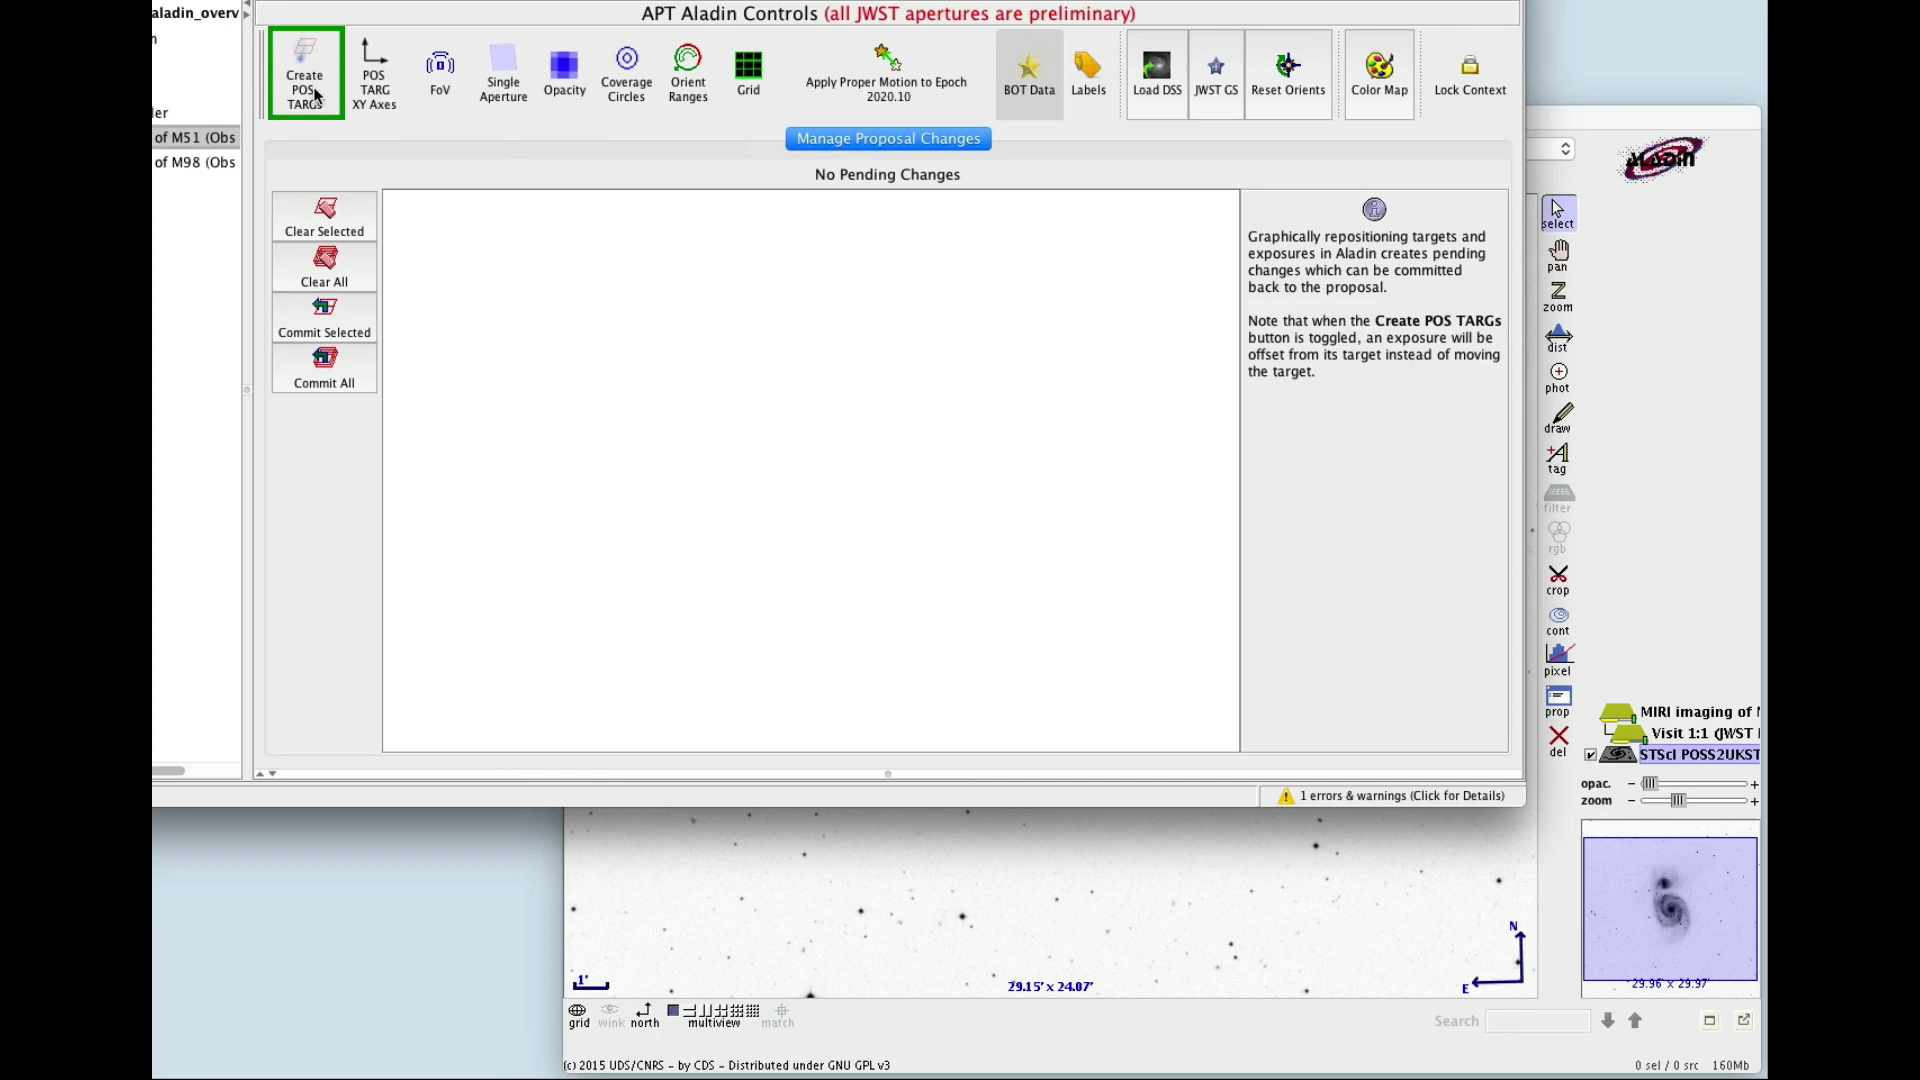 aladin_overv
APT Aladin Controls (all JWST apertures are preliminary)
Create
POS
TARGs
POS
TARG
XY Axes
FoV
Single
Aperture
Opacity
Coverage
Circles
Orient
Ranges
Grid
Apply Proper Motion to Epoch
2020.10
BOT Data
Labels
Load DSS
JWST GS
Reset Orients
Color Map
Lock Context
n
er
of M51 (Obs
of M98 (Obs
Manage Proposal Changes
No Pending Changes
Clear Selected
Clear All
Commit Selected
Commit All
Graphically repositioning targets and
exposures in Aladin creates pending
changes which can be committed
back to the proposal.
Note that when the Create POS TARGs
button is toggled, an exposure will be
offset from its target instead of moving
the target.
1 errors & warnings (Click for Details)
Aladin
select
pan
zoom
dist
phot
draw
tag
filter
rgb
crop
cont
pixel
prop
del
MIRI imaging of
Visit 1:1 (JWST
STScI POSS2UKST
opac. - +
zoom - +
29.96' x 29.97'
1'
29.15' x 24.07'
N
E
grid
wink
north
multiview
match
Search
(c) 2015 UDS/CNRS - by CDS - Distributed under GNU GPL v3
0 sel / 0 src 160Mb